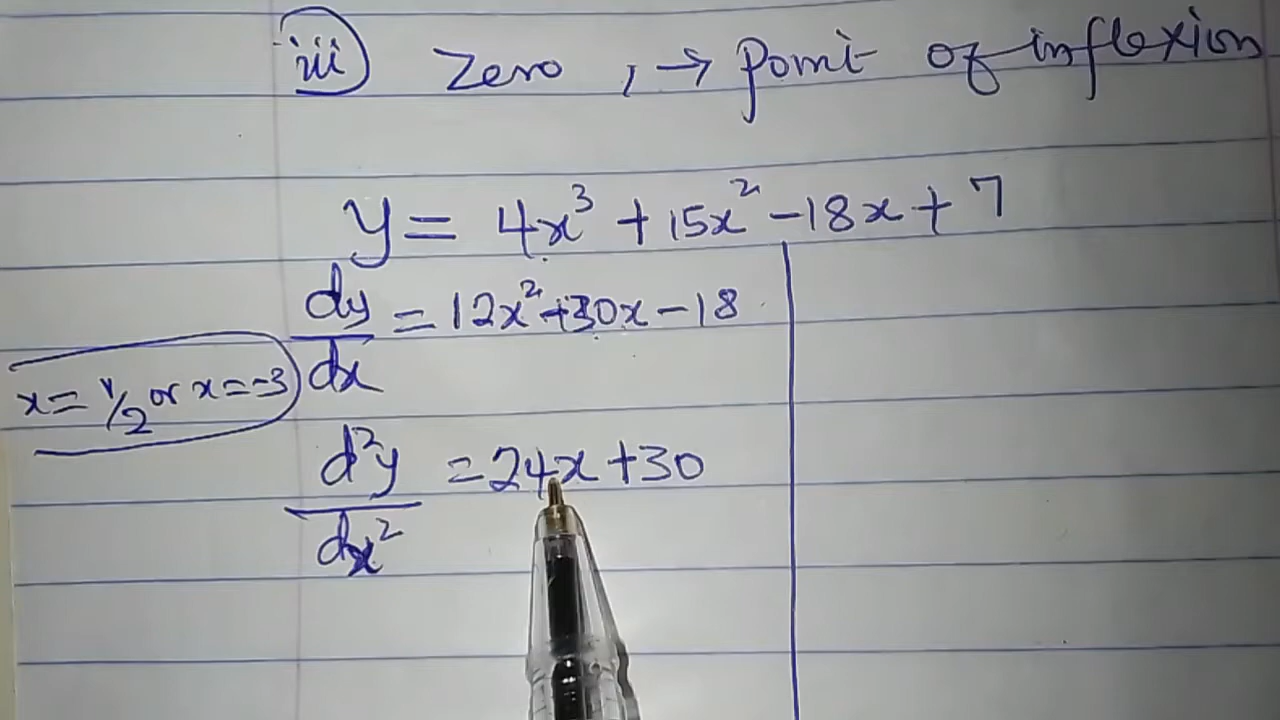 iii) Zero, → Point of inflexion
y = 4x³ + 15x² - 18x + 7
dy/dx = 12x² + 30x - 18
x = 1/2 or x = -3
d²y/dx² = 24x + 30